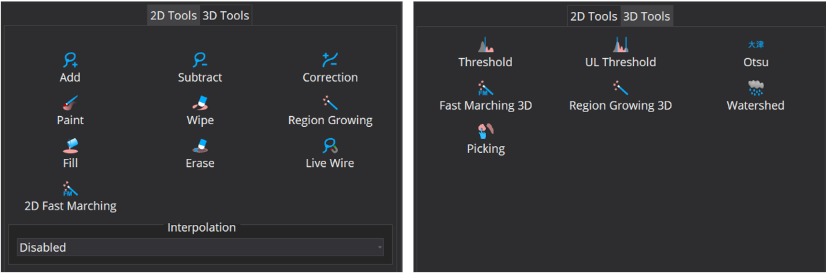 2D Tools 3D Tools
Add Subtract Correction
Paint Wipe Region Growing
Fill Erase Live Wire
FM
2D Fast Marching
Interpolation
Disabled
2D Tools 3D Tools
大津
Threshold UL Threshold Otsu
FM
Fast Marching 3D Region Growing 3D Watershed
Picking